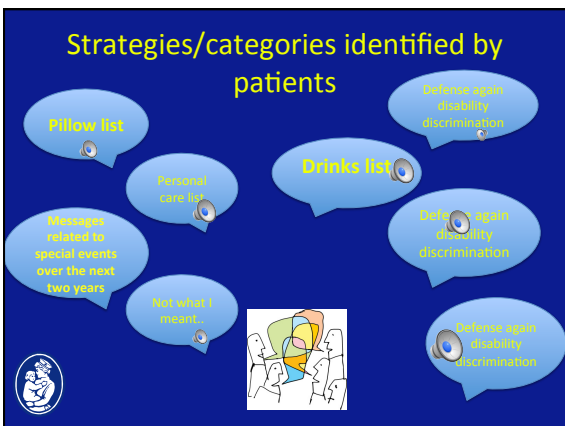 Strategies/categories identified by
patients
Pillow list
Personal
care list
Messages
related to
special events
over the next
two years
Not what I
meant..
Drinks list
Defense again
disability
discrimination
Defense again
disability
discrimination
Defense again
disability
discrimination